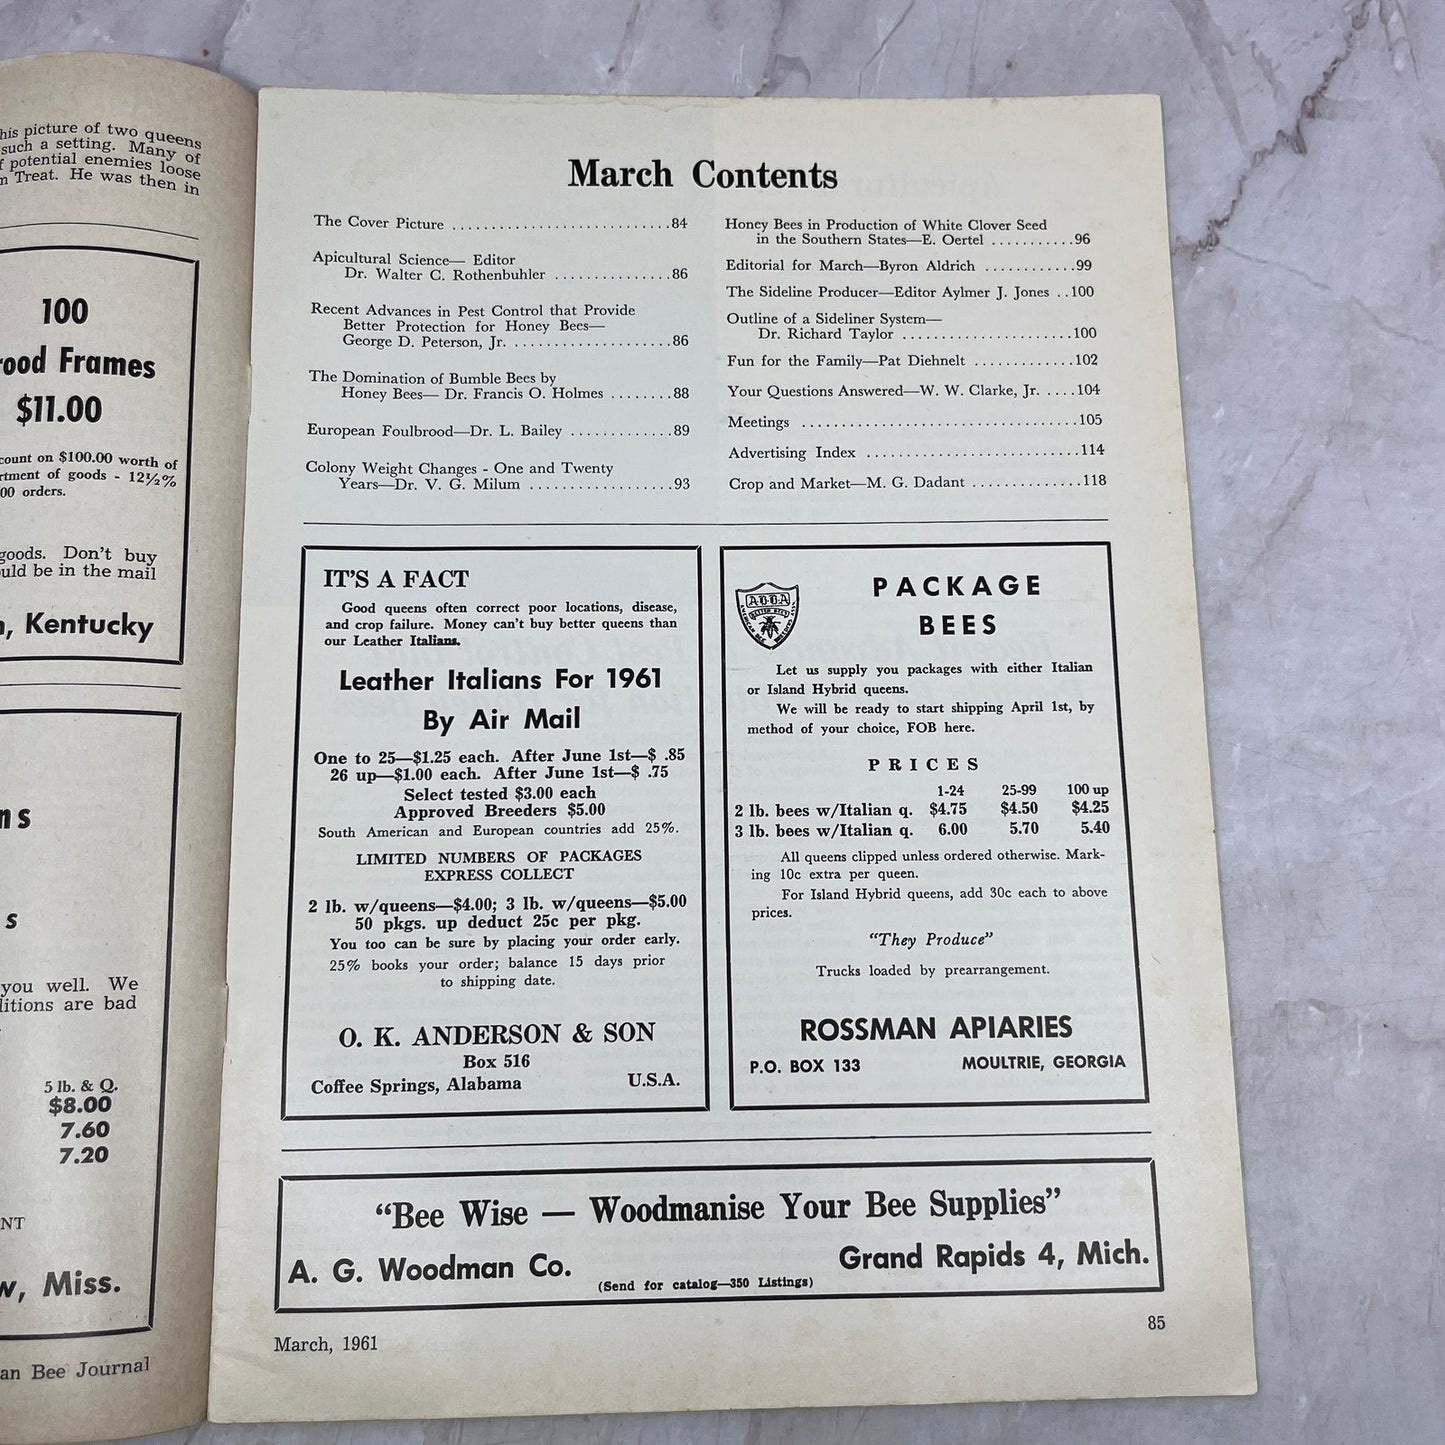 his picture of two queens
such a setting. Many of
f potential enemies loose
n Treat. He was then in
100
rood Frames
$11.00
count on $100.00 worth of
rtment of goods - 12½%
00 orders.
goods. Don't buy
uld be in the mail
n, Kentucky
ns
s
you well. We
ditions are bad
5 lb. & Q.
$8.00
7.60
7.20
NT
w, Miss.
an Bee Journal
March Contents
The Cover Picture ............................84
Apicultural Science— Editor
Dr. Walter C. Rothenbuhler ...............86
Recent Advances in Pest Control that Provide
Better Protection for Honey Bees—
George D. Peterson, Jr. ....................86
The Domination of Bumble Bees by
Honey Bees— Dr. Francis O. Holmes ........88
European Foulbrood—Dr. L. Bailey .............89
Colony Weight Changes - One and Twenty
Years—Dr. V. G. Milum ..................93
Honey Bees in Production of White Clover Seed
in the Southern States—E. Oertel ...........96
Editorial for March—Byron Aldrich ............99
The Sideline Producer—Editor Aylmer J. Jones ..100
Outline of a Sideliner System—
Dr. Richard Taylor ......................100
Fun for the Family—Pat Diehnelt .............102
Your Questions Answered—W. W. Clarke, Jr. ....104
Meetings ...................................105
Advertising Index ...........................114
Crop and Market—M. G. Dadant ..............118
IT'S A FACT
Good queens often correct poor locations, disease,
and crop failure. Money can't buy better queens than
our Leather Italians.
Leather Italians For 1961
By Air Mail
One to 25—$1.25 each. After June 1st—$ .85
26 up—$1.00 each. After June 1st—$ .75
Select tested $3.00 each
Approved Breeders $5.00
South American and European countries add 25%.
LIMITED NUMBERS OF PACKAGES
EXPRESS COLLECT
2 lb. w/queens—$4.00; 3 lb. w/queens—$5.00
50 pkgs. up deduct 25c per pkg.
You too can be sure by placing your order early.
25% books your order; balance 15 days prior
to shipping date.
O. K. ANDERSON & SON
Box 516
Coffee Springs, Alabama U.S.A.
PACKAGE
BEES
A·B·B·A
BETTER BEES
AMERICAN BEE BREEDERS ASSN.
Let us supply you packages with either Italian
or Island Hybrid queens.
We will be ready to start shipping April 1st, by
method of your choice, FOB here.
PRICES
1-24 25-99 100 up
2 lb. bees w/Italian q. $4.75 $4.50 $4.25
3 lb. bees w/Italian q. 6.00 5.70 5.40
All queens clipped unless ordered otherwise. Mark-
ing 10c extra per queen.
For Island Hybrid queens, add 30c each to above
prices.
"They Produce"
Trucks loaded by prearrangement.
ROSSMAN APIARIES
P.O. BOX 133 MOULTRIE, GEORGIA
"Bee Wise — Woodmanise Your Bee Supplies"
A. G. Woodman Co. Grand Rapids 4, Mich.
(Send for catalog—350 Listings)
March, 1961
85